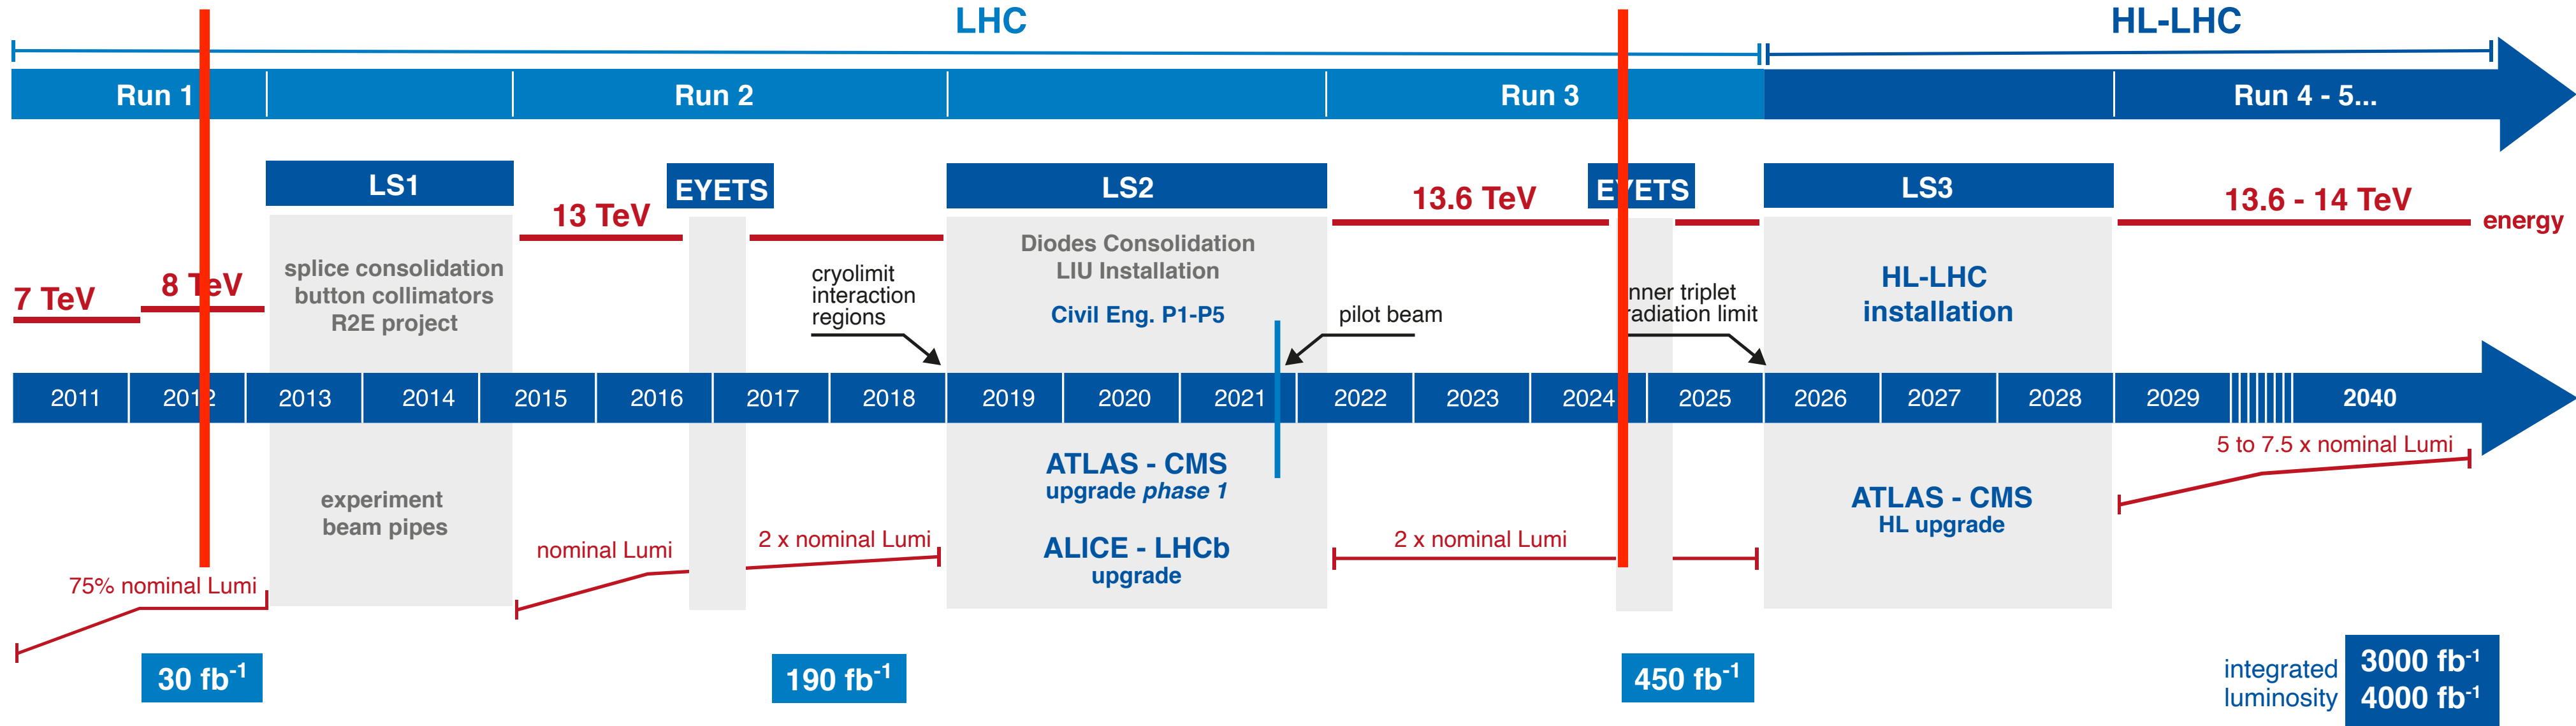 LHC
HL-LHC
Run 1
Run 2
Run 3
Run 4 - 5...
LS1
EYETS
LS2
EYETS
LS3
13 TeV
13.6 TeV
13.6 - 14 TeV
energy
7 TeV
8 TeV
splice consolidation
button collimators
R2E project
cryolimit
interaction
regions
Diodes Consolidation
LIU Installation
Civil Eng. P1-P5
pilot beam
nner triplet
radiation limit
HL-LHC
installation
2011 2012 2013 2014 2015 2016 2017 2018 2019 2020 2021 2022 2023 2024 2025 2026 2027 2028 2029 2040
5 to 7.5 x nominal Lumi
experiment
beam pipes
ATLAS - CMS
upgrade phase 1
ALICE - LHCb
upgrade
ATLAS - CMS
HL upgrade
75% nominal Lumi
nominal Lumi
2 x nominal Lumi
2 x nominal Lumi
30 fb⁻¹
190 fb⁻¹
450 fb⁻¹
integrated
luminosity
3000 fb⁻¹
4000 fb⁻¹